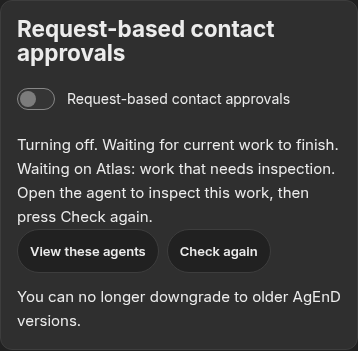 Request-based contact
approvals
Request-based contact approvals
Turning off. Waiting for current work to finish.
Waiting on Atlas: work that needs inspection.
Open the agent to inspect this work, then
press Check again.
View these agents
Check again
You can no longer downgrade to older AgEnD
versions.